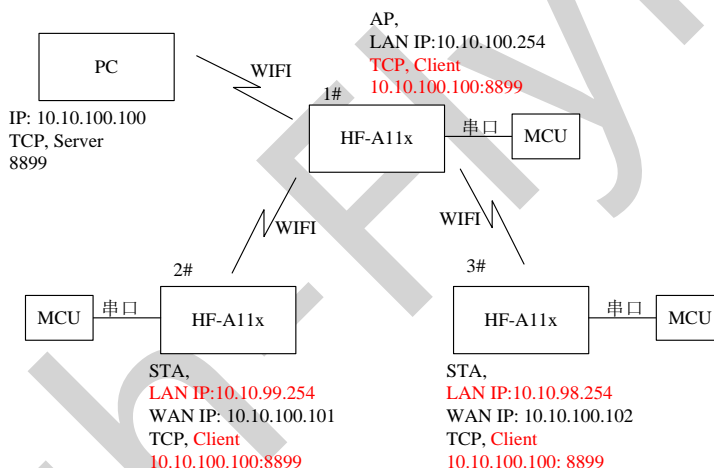 AP,
LAN IP:10.10.100.254
TCP, Client
10.10.100.100:8899
PC
WIFI
1#
IP: 10.10.100.100
TCP, Server
8899
HF-A11x
串口
MCU
WIFI
WIFI
2#
3#
MCU
串口
HF-A11x
HF-A11x
串口
MCU
STA,
LAN IP:10.10.99.254
WAN IP: 10.10.100.101
TCP, Client
10.10.100.100:8899
STA,
LAN IP:10.10.98.254
WAN IP: 10.10.100.102
TCP, Client
10.10.100.100: 8899